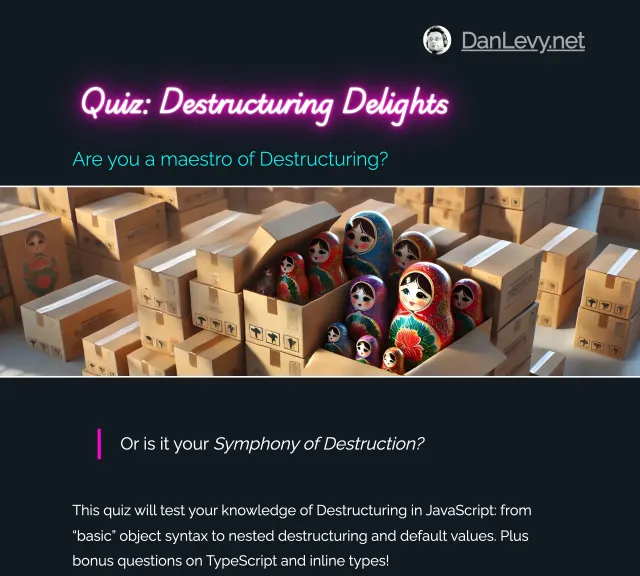 DanLevy.net
Quiz: Destructuring Delights
Are you a maestro of Destructuring?
Or is it your Symphony of Destruction?
This quiz will test your knowledge of Destructuring in JavaScript: from
“basic” object syntax to nested destructuring and default values. Plus
bonus questions on TypeScript and inline types!